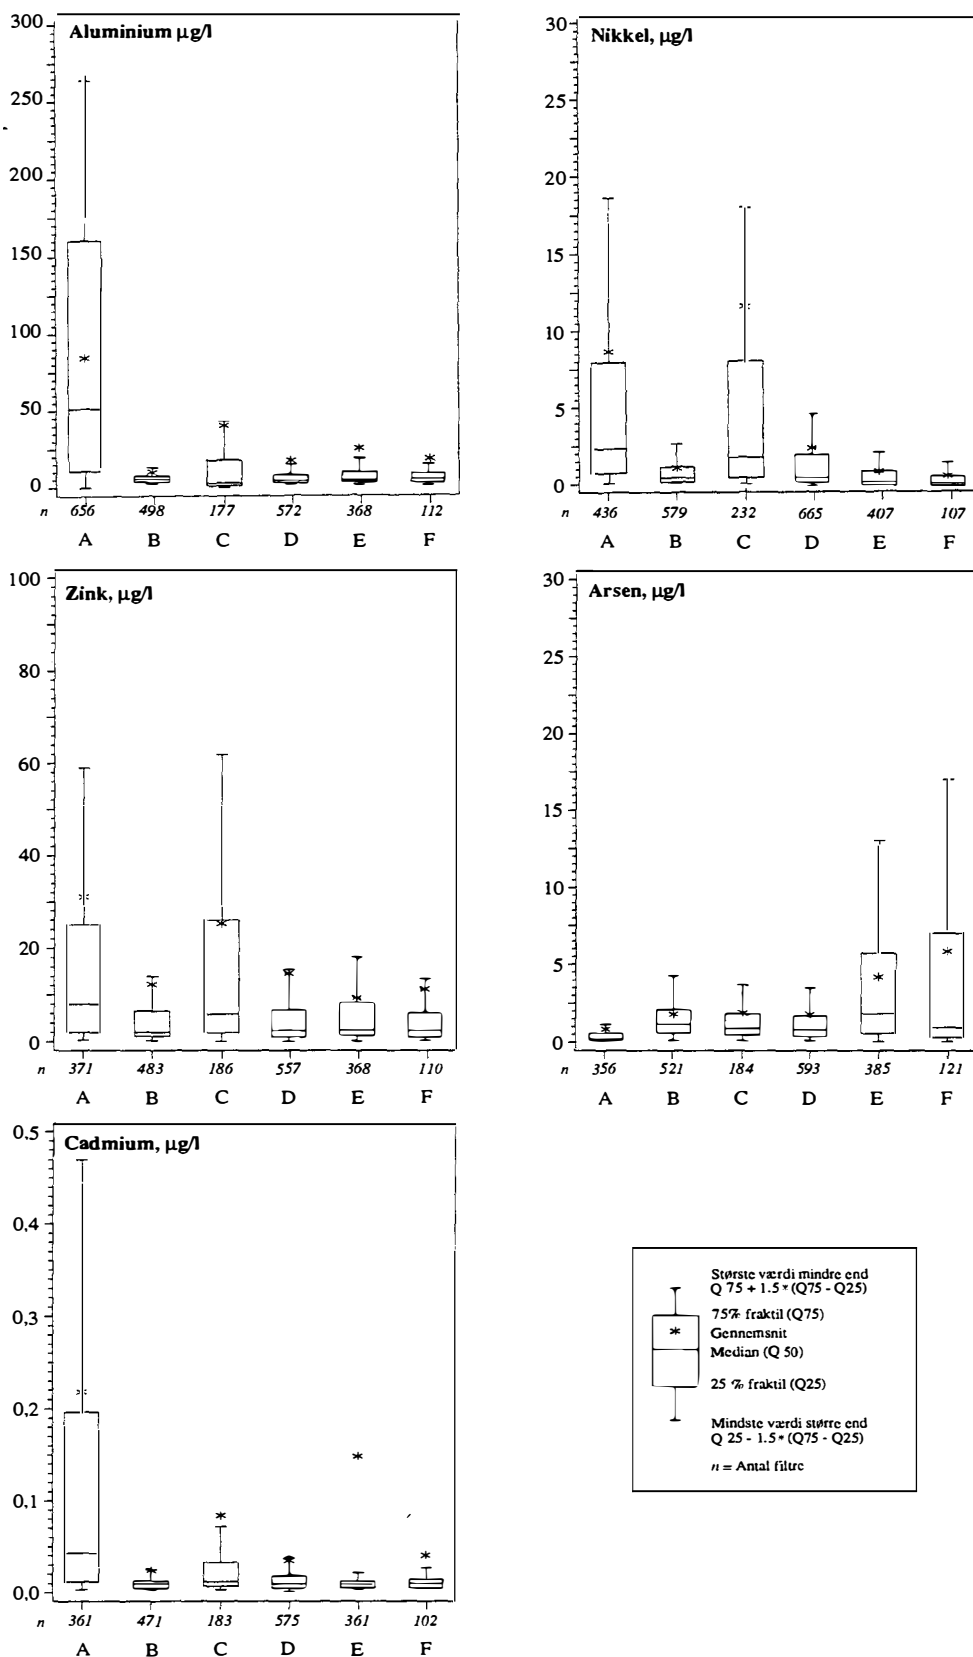 Aluminium µg/l
300
250
200
150
100
50
0
n 656 498 177 572 368 112
A B C D E F
Nikkel, µg/l
30
25
20
15
10
5
0
n 436 579 232 665 407 107
A B C D E F
Zink, µg/l
100
80
60
40
20
0
n 371 483 186 557 368 110
A B C D E F
Arsen, µg/l
30
25
20
15
10
5
0
n 356 521 184 593 385 121
A B C D E F
Cadmium, µg/l
0,5
0,4
0,3
0,2
0,1
0,0
n 361 471 183 575 361 102
A B C D E F
Største værdi mindre end
Q 75 + 1.5 * (Q75 - Q25)
75% fraktil (Q75)
Gennemsnit
Median (Q 50)
25 % fraktil (Q25)
Mindste værdi større end
Q 25 - 1.5 * (Q75 - Q25)
n = Antal filtre